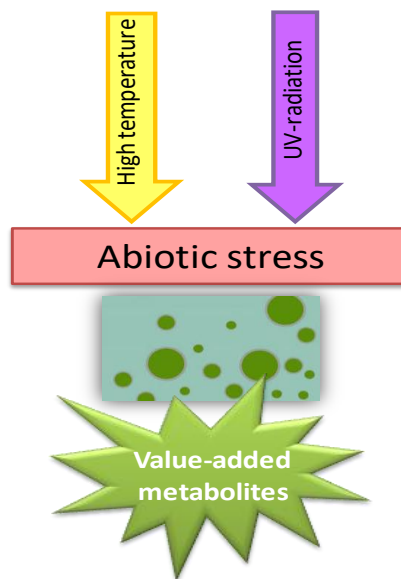 High temperature
UV-radiation
Abiotic stress
Value-added
metabolites